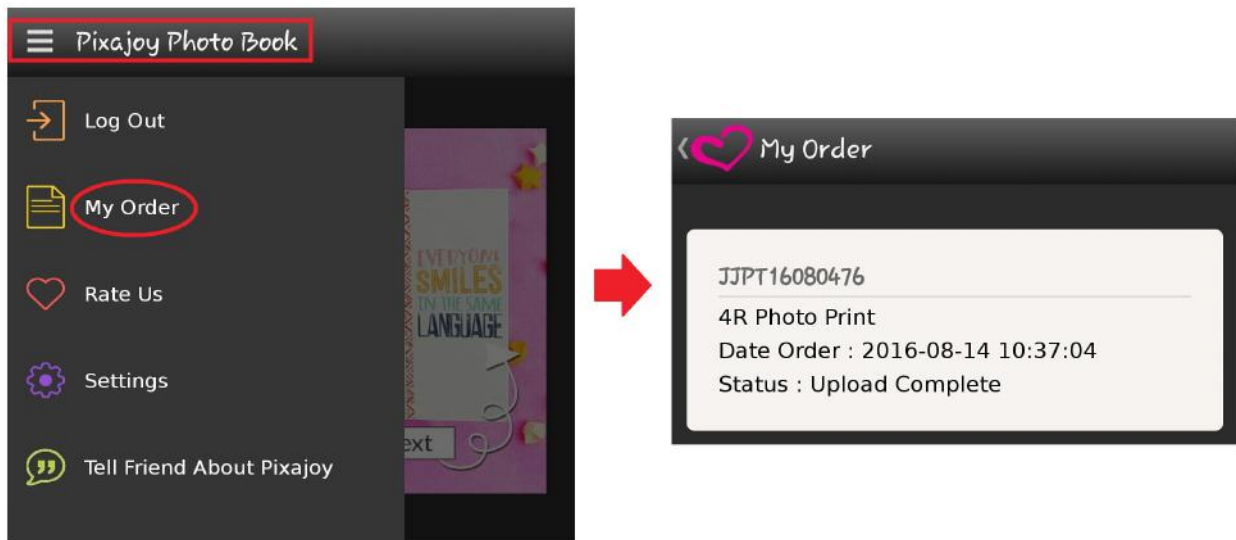 Pixajoy Photo Book
Log Out
My Order
Rate Us
Settings
Tell Friend About Pixajoy
EVERYONE
SMILES
IN THE SAME
LANGUAGE
ext
My Order
JJPT16080476
4R Photo Print
Date Order : 2016-08-14 10:37:04
Status : Upload Complete